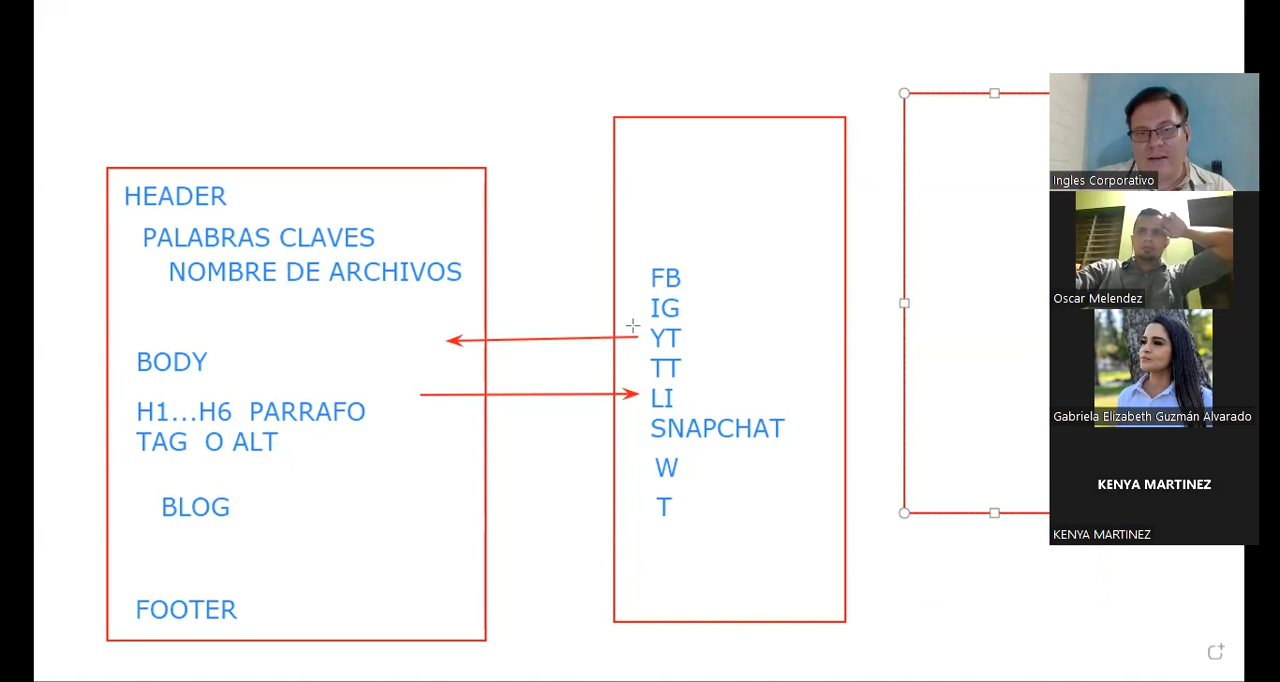 HEADER
PALABRAS CLAVES
NOMBRE DE ARCHIVOS
BODY
H1...H6 PARRAFO
TAG O ALT
BLOG
FOOTER
FB
IG
YT
TT
LI
SNAPCHAT
W
T
Ingles Corporativo
Oscar Melendez
Gabriela Elizabeth Guzmán Alvarado
KENYA MARTINEZ
KENYA MARTINEZ